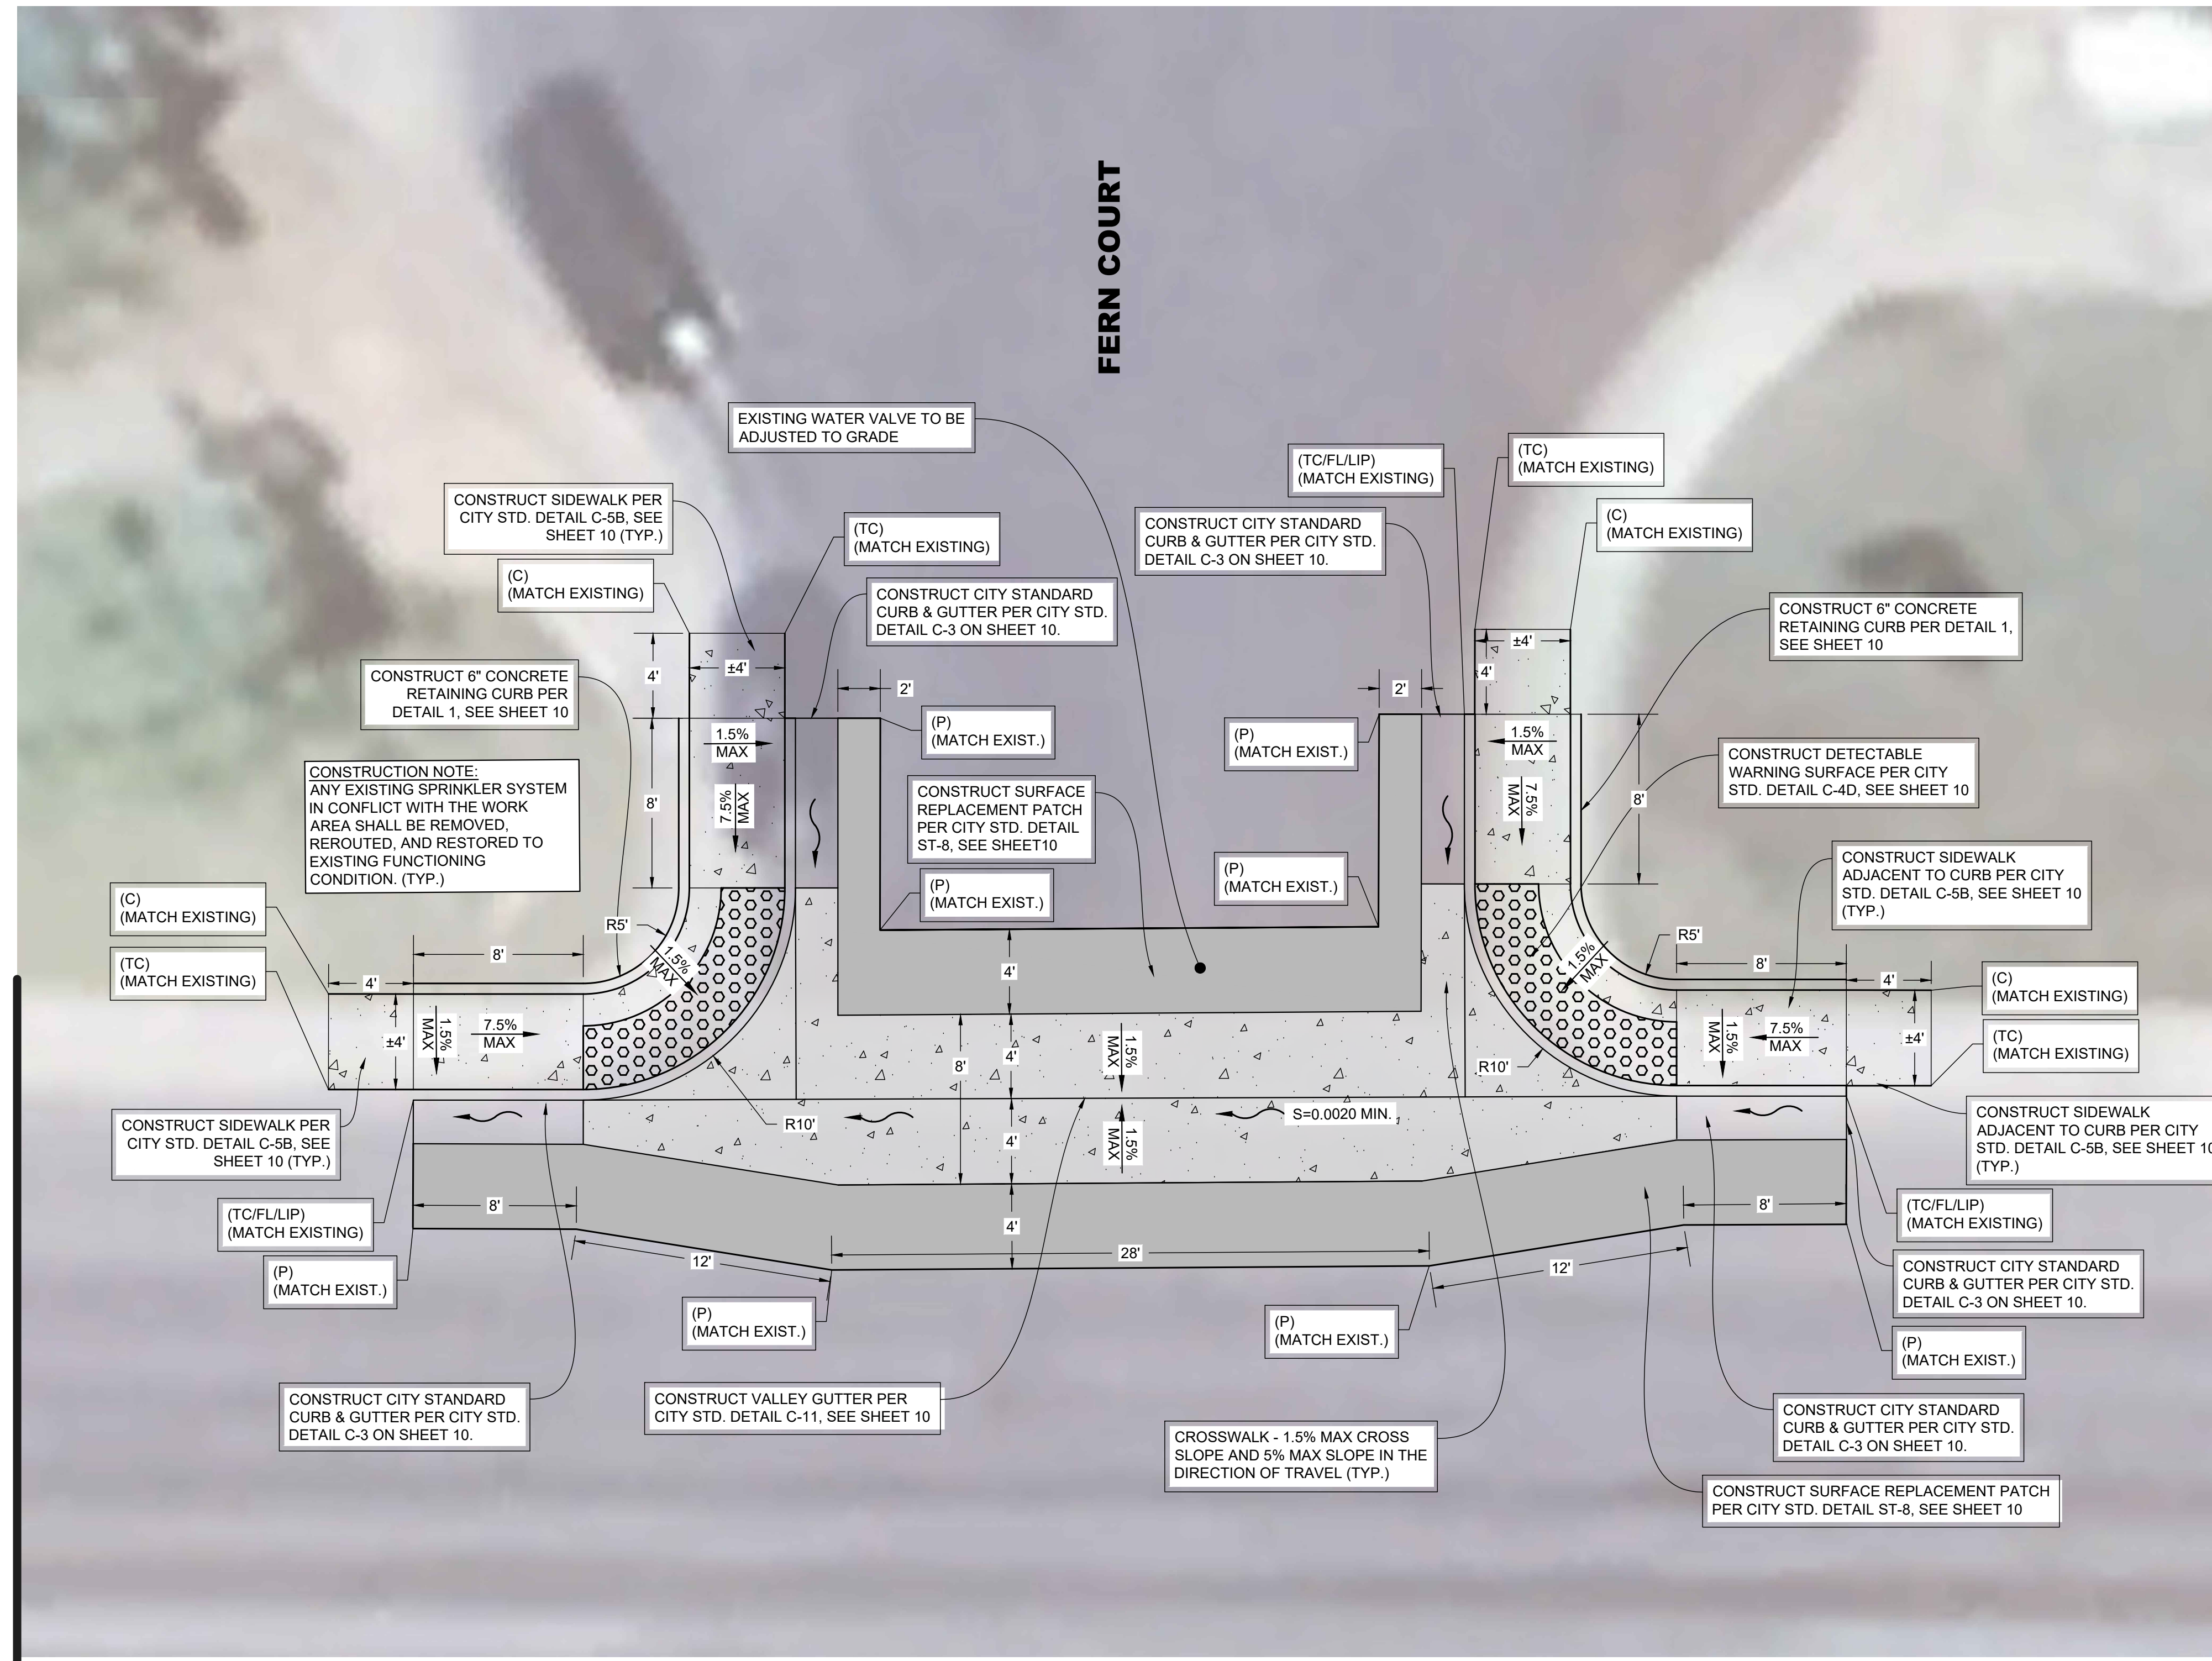 FERN COURT
EXISTING WATER VALVE TO BE
ADJUSTED TO GRADE
(TC/FL/LIP)
(MATCH EXISTING)
(TC)
(MATCH EXISTING)
CONSTRUCT SIDEWALK PER
CITY STD. DETAIL C-5B, SEE
SHEET 10 (TYP.)
(TC)
(MATCH EXISTING)
CONSTRUCT CITY STANDARD
CURB & GUTTER PER CITY STD.
DETAIL C-3 ON SHEET 10.
(C)
(MATCH EXISTING)
(C)
(MATCH EXISTING)
CONSTRUCT CITY STANDARD
CURB & GUTTER PER CITY STD.
DETAIL C-3 ON SHEET 10.
CONSTRUCT 6" CONCRETE
RETAINING CURB PER DETAIL 1,
SEE SHEET 10
CONSTRUCT 6" CONCRETE
RETAINING CURB PER
DETAIL 1, SEE SHEET 10
4'
±4'
2'
2'
4'
±4'
(P)
(MATCH EXIST.)
(P)
(MATCH EXIST.)
1.5%
MAX
1.5%
MAX
CONSTRUCT DETECTABLE
WARNING SURFACE PER CITY
STD. DETAIL C-4D, SEE SHEET 10
CONSTRUCTION NOTE:
ANY EXISTING SPRINKLER SYSTEM
IN CONFLICT WITH THE WORK
AREA SHALL BE REMOVED,
REROUTED, AND RESTORED TO
EXISTING FUNCTIONING
CONDITION. (TYP.)
8'
7.5%
MAX
CONSTRUCT SURFACE
REPLACEMENT PATCH
PER CITY STD. DETAIL
ST-8, SEE SHEET10
7.5%
MAX
8'
(P)
(MATCH EXIST.)
(P)
(MATCH EXIST.)
CONSTRUCT SIDEWALK
ADJACENT TO CURB PER CITY
STD. DETAIL C-5B, SEE SHEET 10
(TYP.)
(C)
(MATCH EXISTING)
R5'
R5'
(TC)
(MATCH EXISTING)
8'
1.5%
MAX
4'
1.5%
MAX
8'
4'
4'
(C)
(MATCH EXISTING)
±4'
1.5%
MAX
7.5%
MAX
8'
4'
1.5%
MAX
R10'
1.5%
MAX
7.5%
MAX
±4'
(TC)
(MATCH EXISTING)
CONSTRUCT SIDEWALK PER
CITY STD. DETAIL C-5B, SEE
SHEET 10 (TYP.)
R10'
4'
1.5%
MAX
S=0.0020 MIN.
CONSTRUCT SIDEWALK
ADJACENT TO CURB PER CITY
STD. DETAIL C-5B, SEE SHEET 10
(TYP.)
(TC/FL/LIP)
(MATCH EXISTING)
8'
4'
8'
(TC/FL/LIP)
(MATCH EXISTING)
(P)
(MATCH EXIST.)
12'
28'
12'
CONSTRUCT CITY STANDARD
CURB & GUTTER PER CITY STD.
DETAIL C-3 ON SHEET 10.
(P)
(MATCH EXIST.)
(P)
(MATCH EXIST.)
(P)
(MATCH EXIST.)
CONSTRUCT CITY STANDARD
CURB & GUTTER PER CITY STD.
DETAIL C-3 ON SHEET 10.
CONSTRUCT VALLEY GUTTER PER
CITY STD. DETAIL C-11, SEE SHEET 10
CROSSWALK - 1.5% MAX CROSS
SLOPE AND 5% MAX SLOPE IN THE
DIRECTION OF TRAVEL (TYP.)
CONSTRUCT CITY STANDARD
CURB & GUTTER PER CITY STD.
DETAIL C-3 ON SHEET 10.
CONSTRUCT SURFACE REPLACEMENT PATCH
PER CITY STD. DETAIL ST-8, SEE SHEET 10